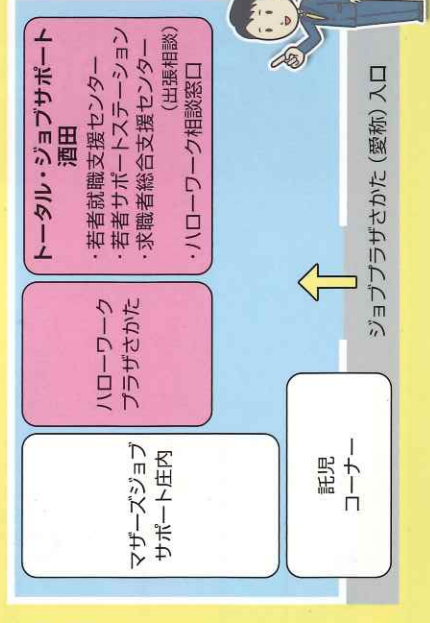 マザーズジョブ
サポート庄内
ハローワーク
プラザさかた
トータル・ジョブサポート
酒田
・若者就職支援センター
・若者サポートステーション
・求職者総合支援センター
（出張相談）
・ハローワーク相談窓口
託児
コーナー
ジョブプラザさかた（愛称）入口